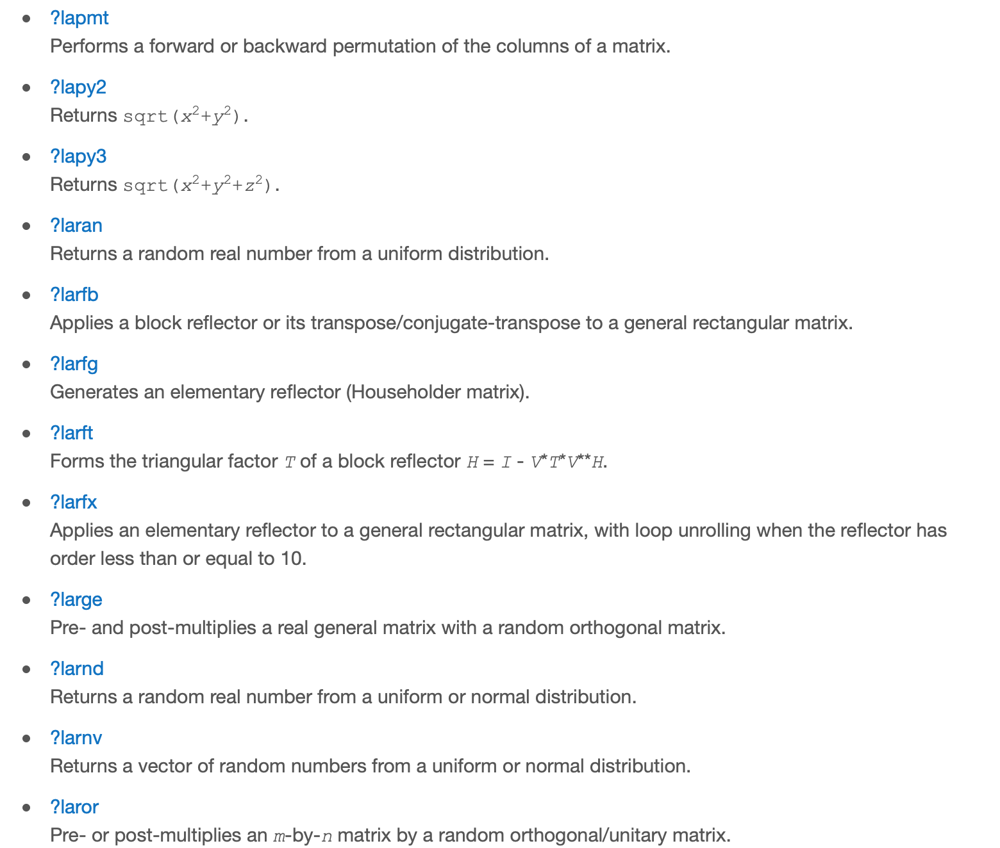 ?lapmt
Performs a forward or backward permutation of the columns of a matrix.
?lapy2
Returns sqrt(x²+y²).
?lapy3
Returns sqrt(x²+y²+z²).
?laran
Returns a random real number from a uniform distribution.
?larfb
Applies a block reflector or its transpose/conjugate-transpose to a general rectangular matrix.
?larfg
Generates an elementary reflector (Householder matrix).
?larft
Forms the triangular factor T of a block reflector H = I - V*T*V**H.
?larfx
Applies an elementary reflector to a general rectangular matrix, with loop unrolling when the reflector has
order less than or equal to 10.
?large
Pre- and post-multiplies a real general matrix with a random orthogonal matrix.
?larnd
Returns a random real number from a uniform or normal distribution.
?larnv
Returns a vector of random numbers from a uniform or normal distribution.
?laror
Pre- or post-multiplies an m-by-n matrix by a random orthogonal/unitary matrix.